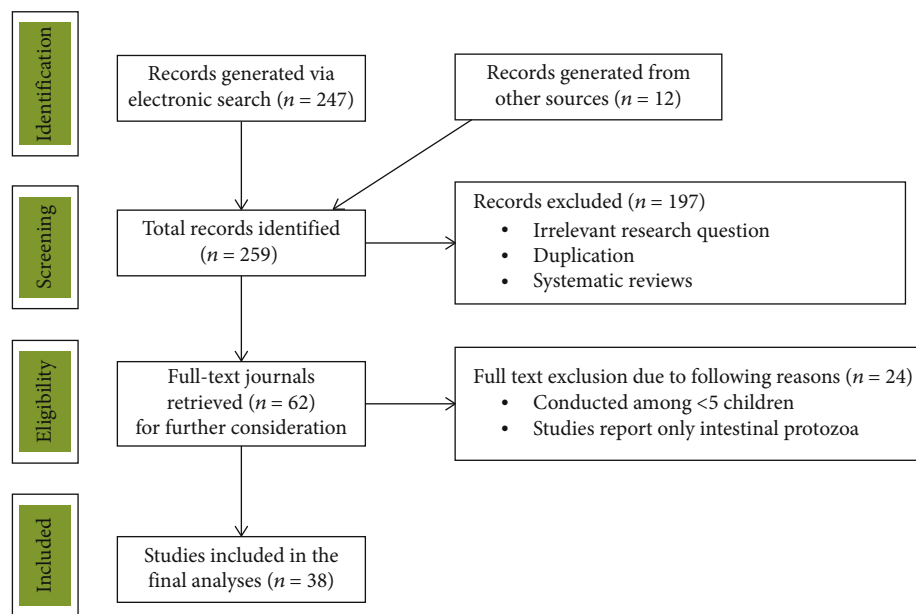 Identification
Records generated via
electronic search (n = 247)
Records generated from
other sources (n = 12)
Screening
Total records identified
(n = 259)
Records excluded (n = 197)
• Irrelevant research question
• Duplication
• Systematic reviews
Eligibility
Full-text journals
retrieved (n = 62)
for further consideration
Full text exclusion due to following reasons (n = 24)
• Conducted among <5 children
• Studies report only intestinal protozoa
Included
Studies included in the
final analyses (n = 38)